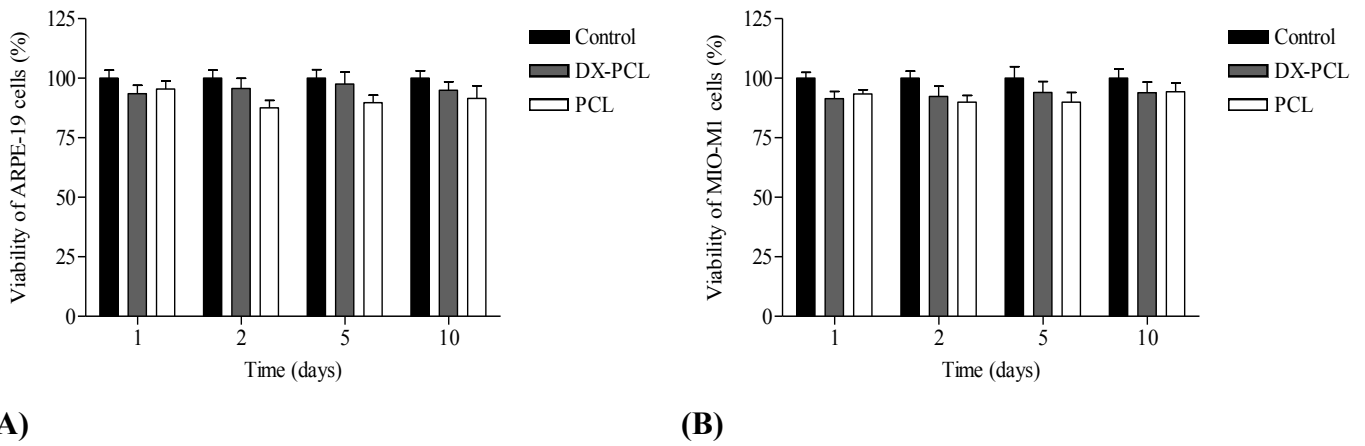 Viability of ARPE-19 cells (%)
125
100
75
50
25
0
1 2 5 10
Time (days)
Control
DX-PCL
PCL
A)
Viability of MIO-M1 cells (%)
125
100
75
50
25
0
1 2 5 10
Time (days)
Control
DX-PCL
PCL
(B)